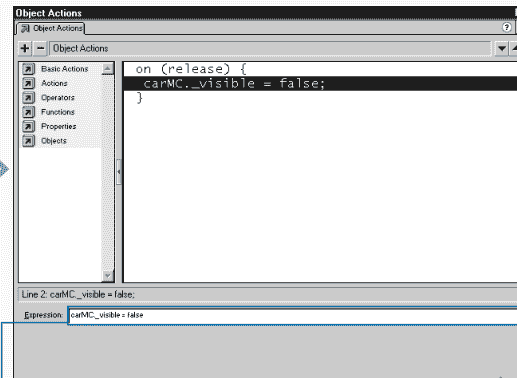 Object Actions
Object Actions
?
+ − Object Actions
Basic Actions
Actions
Operators
Functions
Properties
Objects
on (release) {
carMC._visible = false;
}
Line 2: carMC._visible = false;
Expression: carMC._visible = false